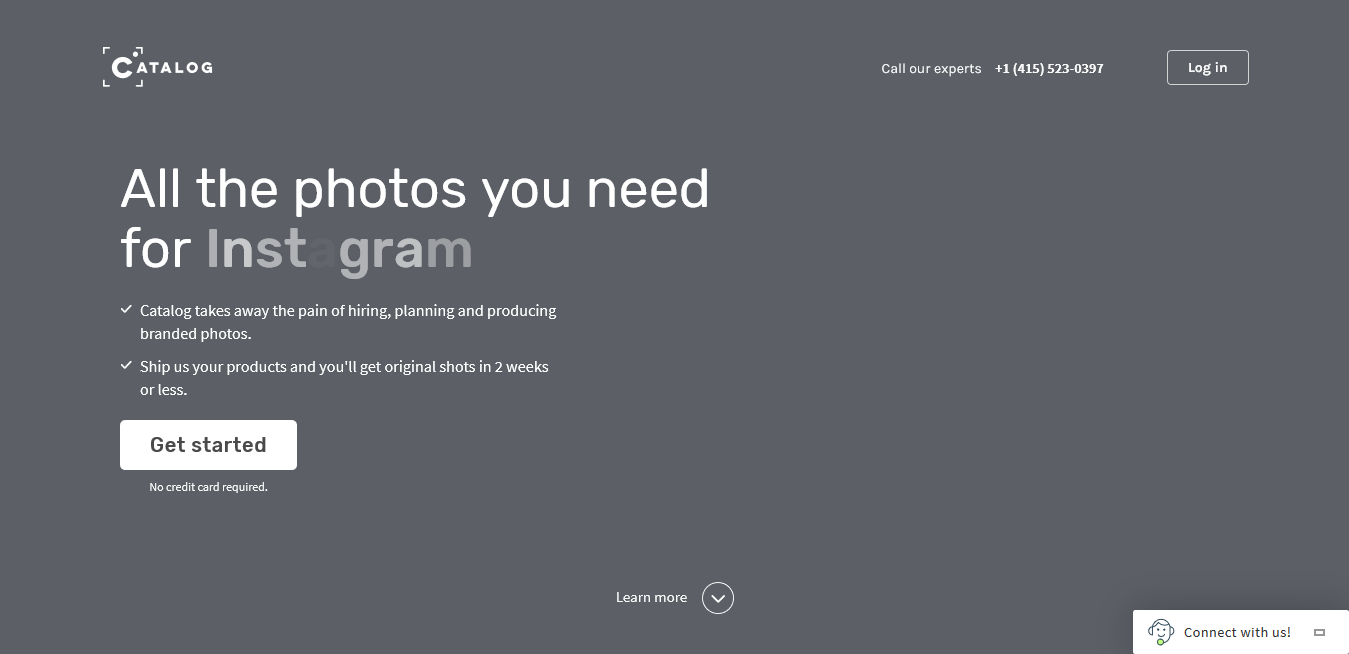 CATALOG
Call our experts +1 (415) 523-0397
Log in
All the photos you need
for Instagram
Catalog takes away the pain of hiring, planning and producing
branded photos.
Ship us your products and you'll get original shots in 2 weeks
or less.
Get started
No credit card required.
Learn more
Connect with us!